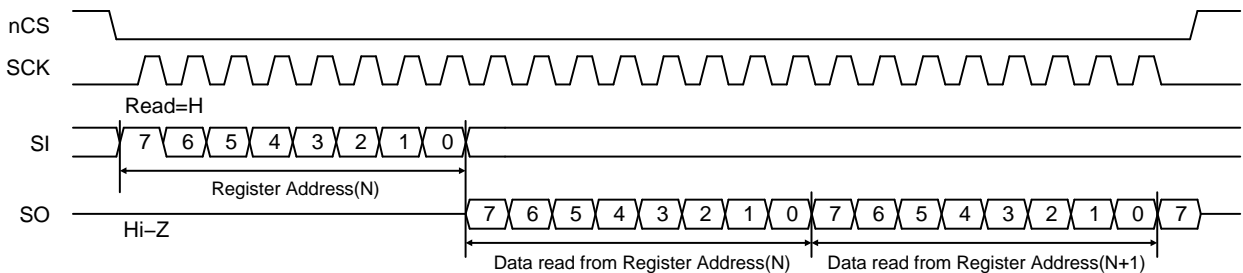 nCS
SCK
Read=H
SI 7 6 5 4 3 2 1 0
Register Address(N)
SO 7 6 5 4 3 2 1 0 7 6 5 4 3 2 1 0 7
Hi–Z
Data read from Register Address(N) Data read from Register Address(N+1)